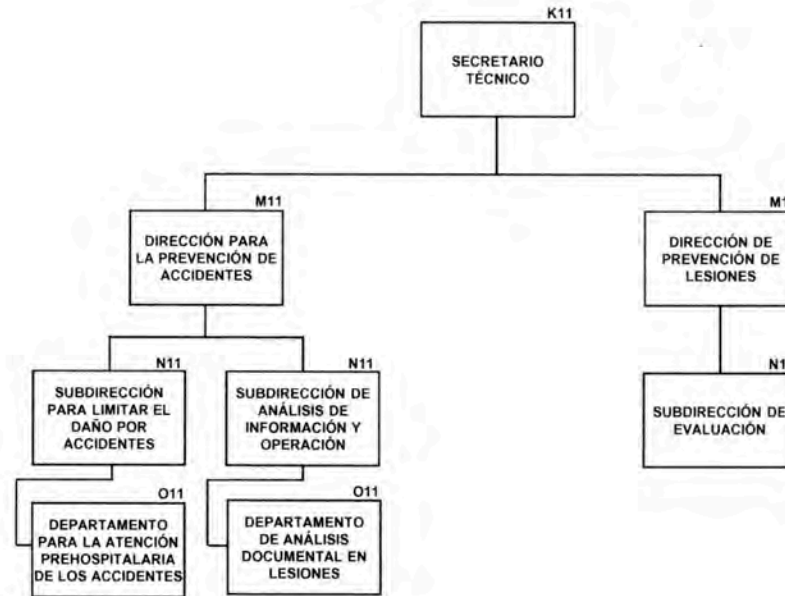 K11
SECRETARIO
TÉCNICO
M11
DIRECCIÓN PARA
LA PREVENCIÓN DE
ACCIDENTES
M1
DIRECCIÓN DE
PREVENCIÓN DE
LESIONES
N11
SUBDIRECCIÓN
PARA LIMITAR EL
DAÑO POR
ACCIDENTES
N11
SUBDIRECCIÓN DE
ANÁLISIS DE
INFORMACIÓN Y
OPERACIÓN
N1
SUBDIRECCIÓN DE
EVALUACIÓN
O11
DEPARTAMENTO
PARA LA ATENCIÓN
PREHOSPITALARIA
DE LOS ACCIDENTES
O11
DEPARTAMENTO
DE ANÁLISIS
DOCUMENTAL EN
LESIONES